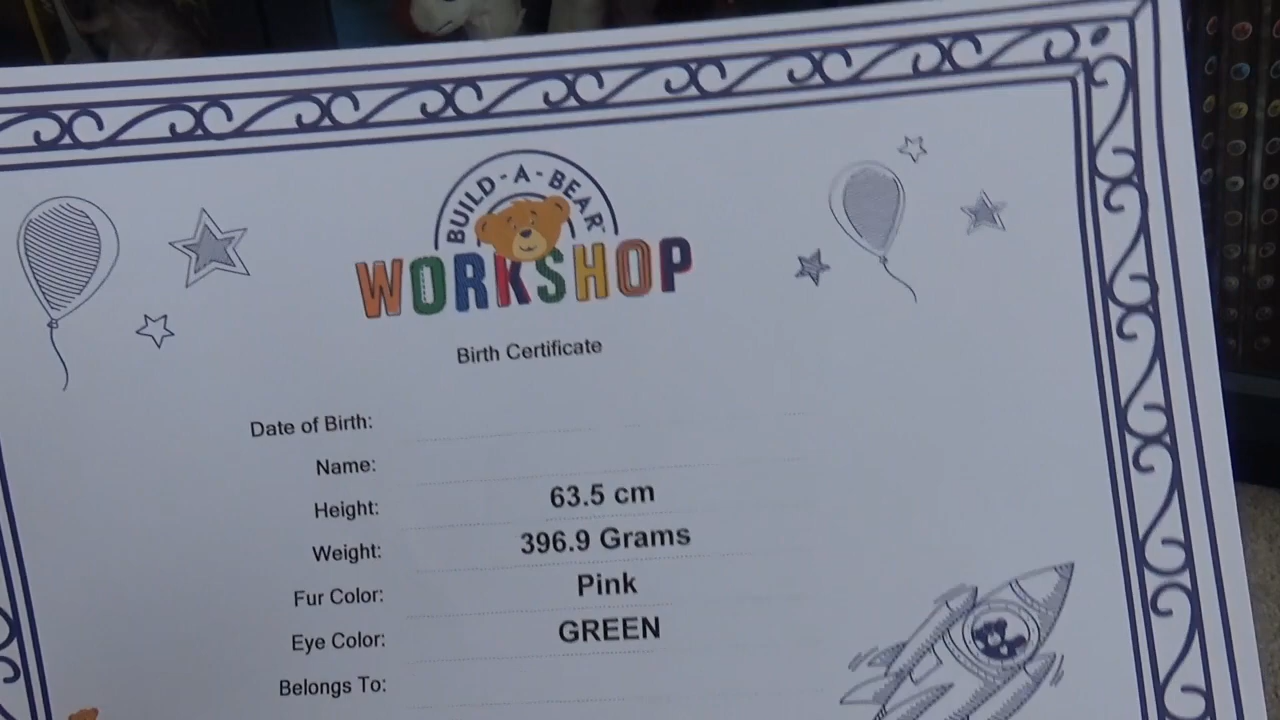 BUILD-A-BEAR
WORKSHOP
Birth Certificate
Date of Birth:
Name:
Height: 63.5 cm
Weight: 396.9 Grams
Fur Color: Pink
Eye Color: GREEN
Belongs To: